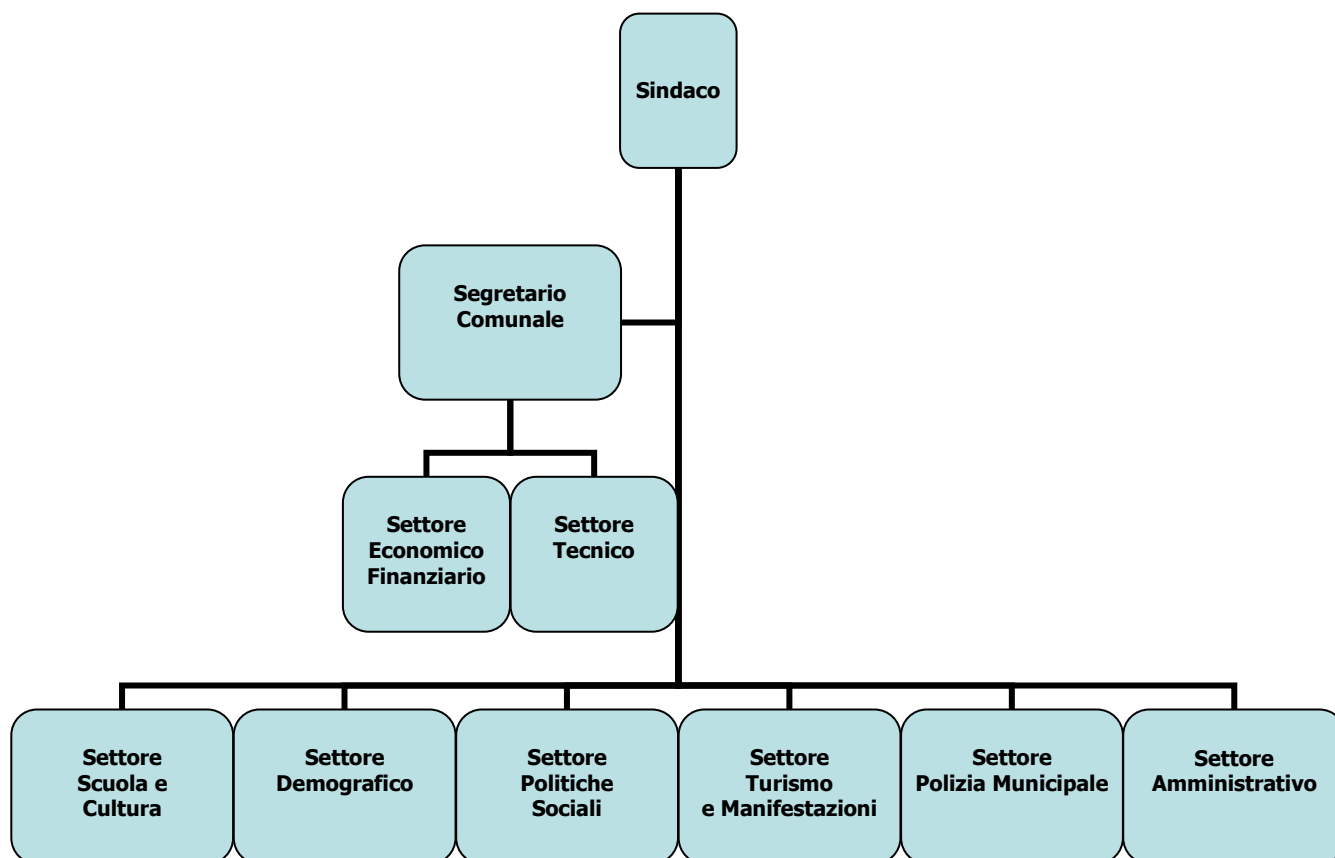 Sindaco
Segretario
Comunale
Settore
Economico
Finanziario
Settore
Tecnico
Settore
Scuola e
Cultura
Settore
Demografico
Settore
Politiche
Sociali
Settore
Turismo
e Manifestazioni
Settore
Polizia Municipale
Settore
Amministrativo